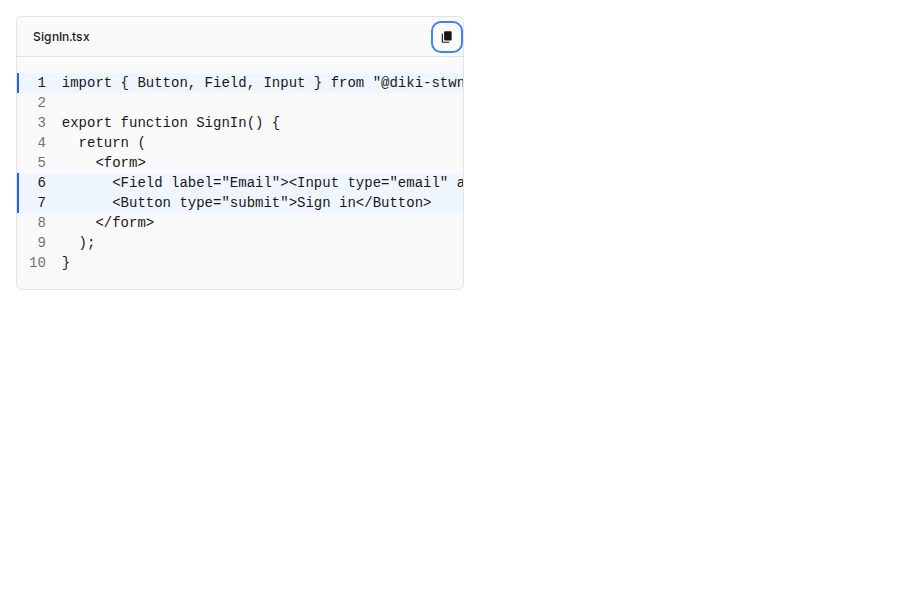 SignIn.tsx
1 import { Button, Field, Input } from "@diki-stwn
2
3 export function SignIn() {
4   return (
5     <form>
6       <Field label="Email"><Input type="email" a
7       <Button type="submit">Sign in</Button>
8     </form>
9   );
10 }